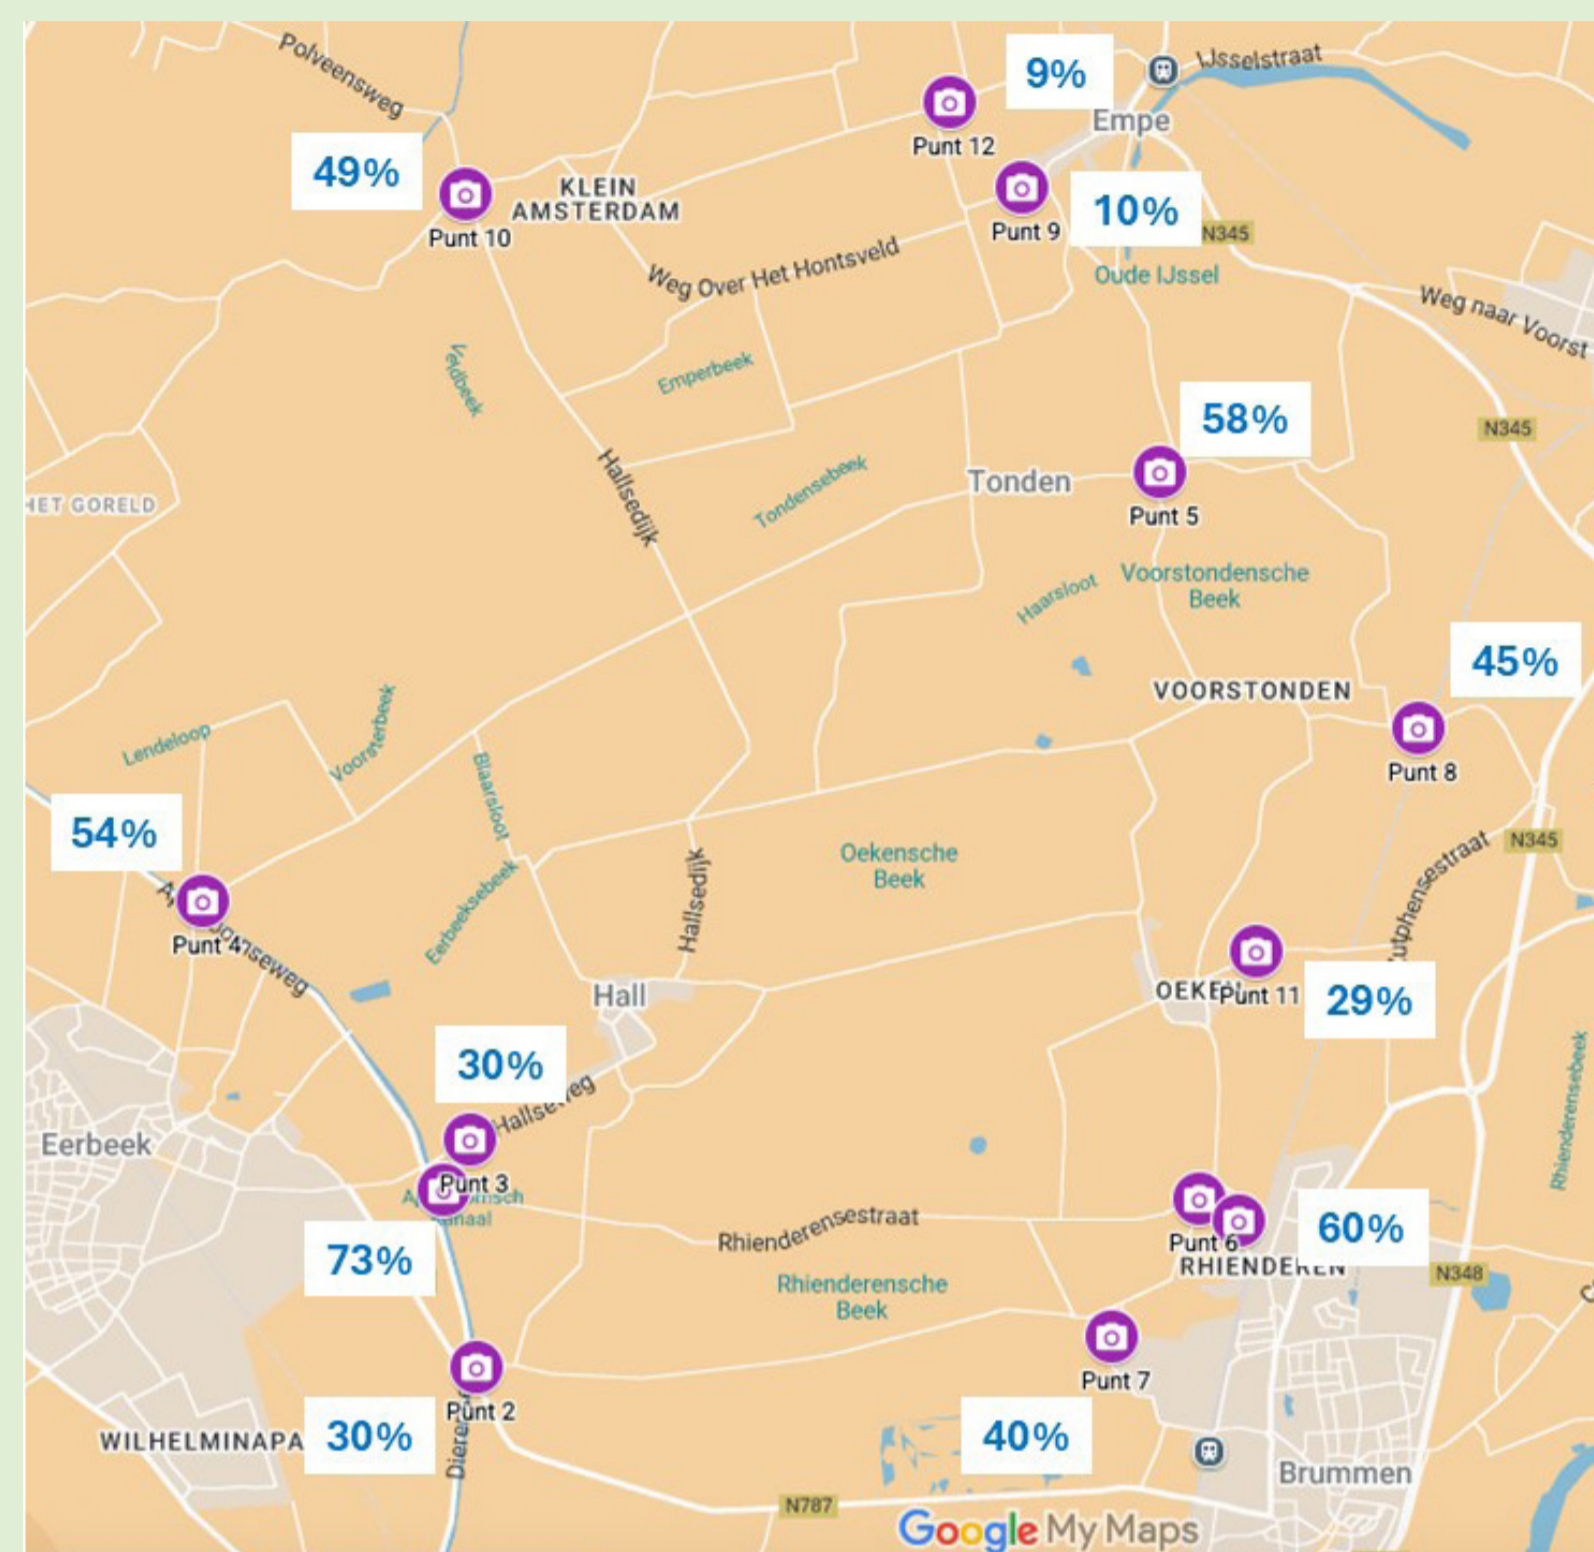 Polveensweg
9%
IJsselstraat
Empe
Punt 12
49%
KLEIN
AMSTERDAM
Punt 10
Punt 9
10%
N345
Weg Over Het Hontsveld
Oude IJssel
Weg naar Voorst
Veldbeek
Emperbeek
58%
N345
Hallsedijk
Tondensebeek
Tonden
HET GORELD
Punt 5
Haarsloot
Voorstondensche
Beek
45%
VOORSTONDEN
Lendeloop
Voorsterbeek
Blaarsloot
Punt 8
54%
N345
Oekensche
Beek
Hallsedijk
Eerbeeksebeek
Zutphensestraat
Punt 4
OEKEN
Punt 11
29%
Hall
30%
Hallseweg
Rhienderensebeek
Eerbeek
Punt 3
Rhienderensestraat
73%
Punt 6
60%
RHIENDEREN
N348
Rhienderensche
Beek
Punt 7
Punt 2
WILHELMINAPA
30%
40%
Brummen
N787
Google My Maps